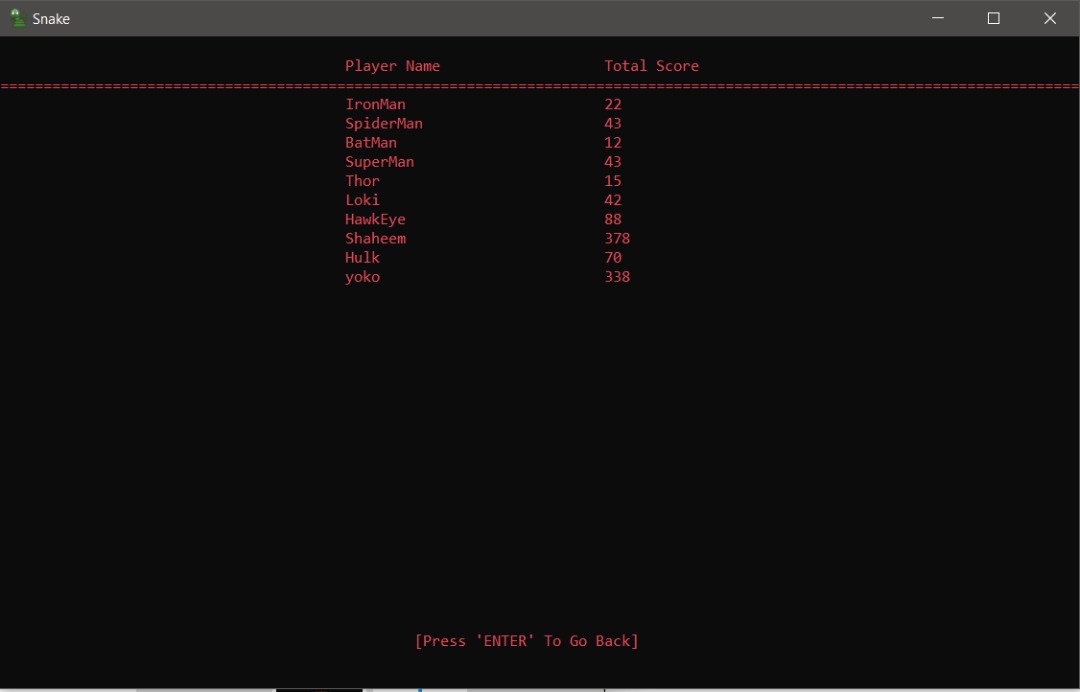 Snake
Player Name Total Score
==============================================================================================================================
IronMan 22
SpiderMan 43
BatMan 12
SuperMan 43
Thor 15
Loki 42
HawkEye 88
Shaheem 378
Hulk 70
yoko 338
[Press 'ENTER' To Go Back]